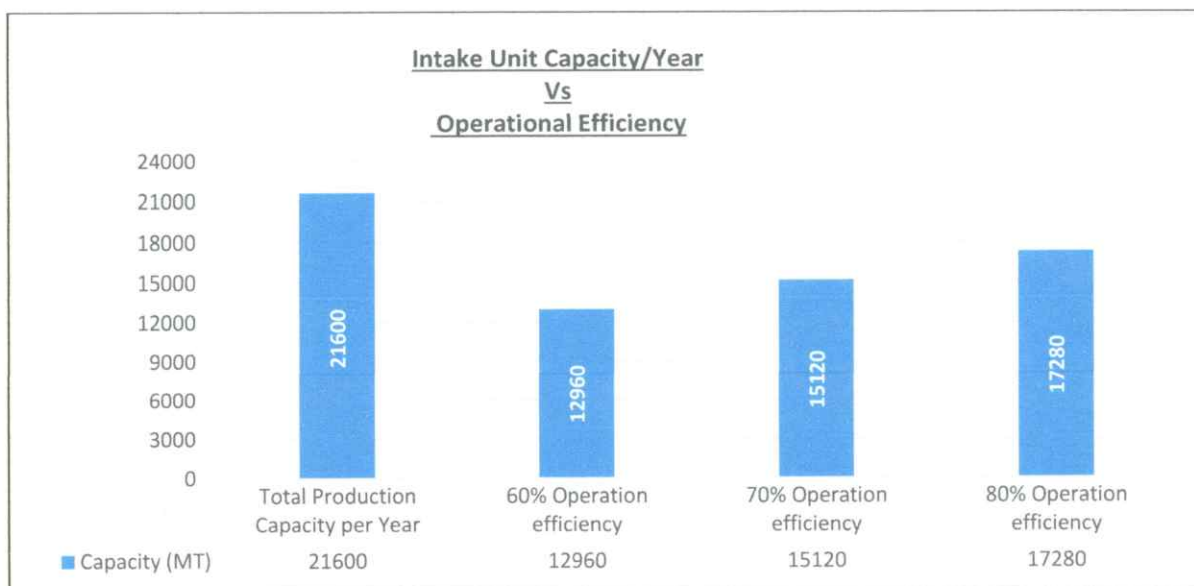 Intake Unit Capacity/Year
Vs
Operational Efficiency
24000
21000
18000
15000
12000
9000
6000
3000
0
21600
12960
15120
17280
Total Production
Capacity per Year
60% Operation
efficiency
70% Operation
efficiency
80% Operation
efficiency
Capacity (MT) 21600 12960 15120 17280